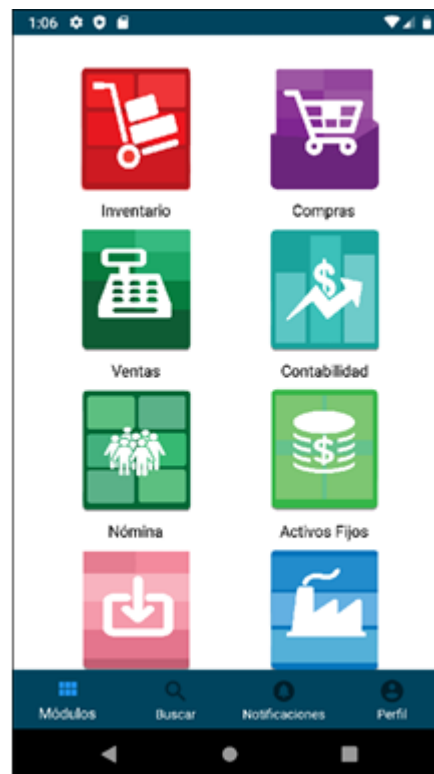 1:06
Inventario Compras
Ventas Contabilidad
Nómina Activos Fijos
Módulos Buscar Notificaciones Perfil